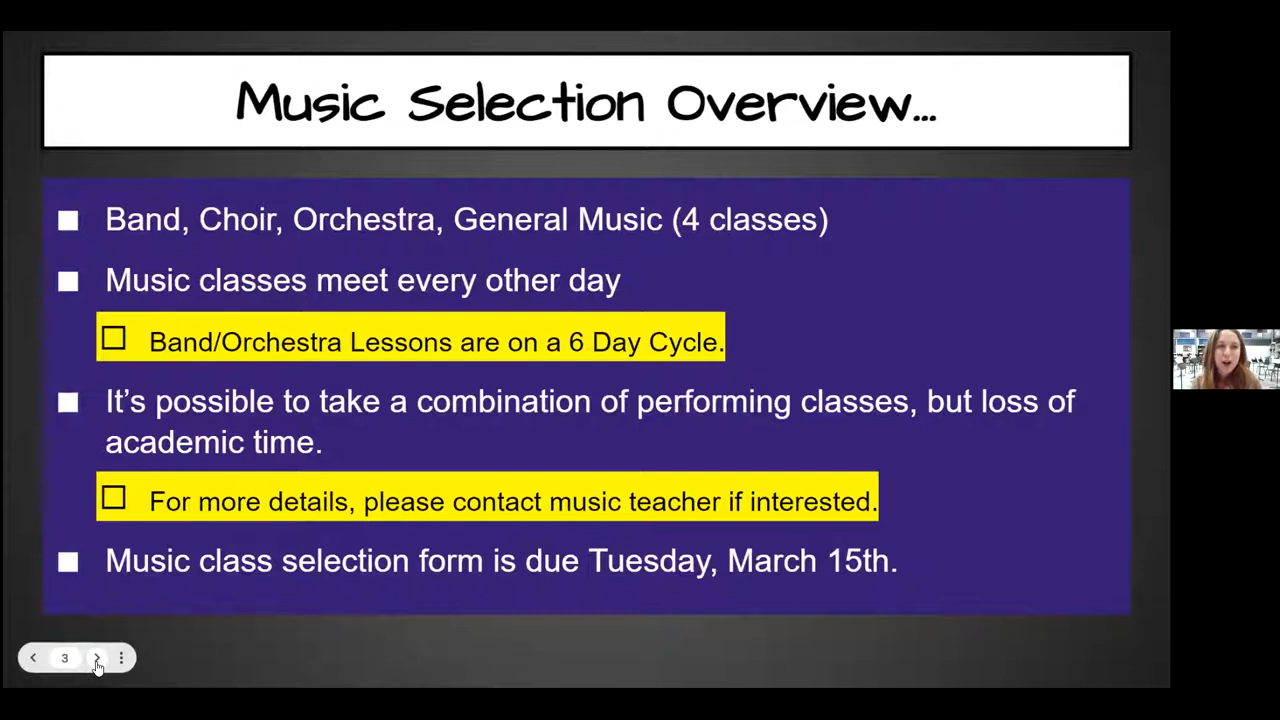 Music Selection Overview...
Band, Choir, Orchestra, General Music (4 classes)
Music classes meet every other day
Band/Orchestra Lessons are on a 6 Day Cycle.
It’s possible to take a combination of performing classes, but loss of
academic time.
For more details, please contact music teacher if interested.
Music class selection form is due Tuesday, March 15th.
3